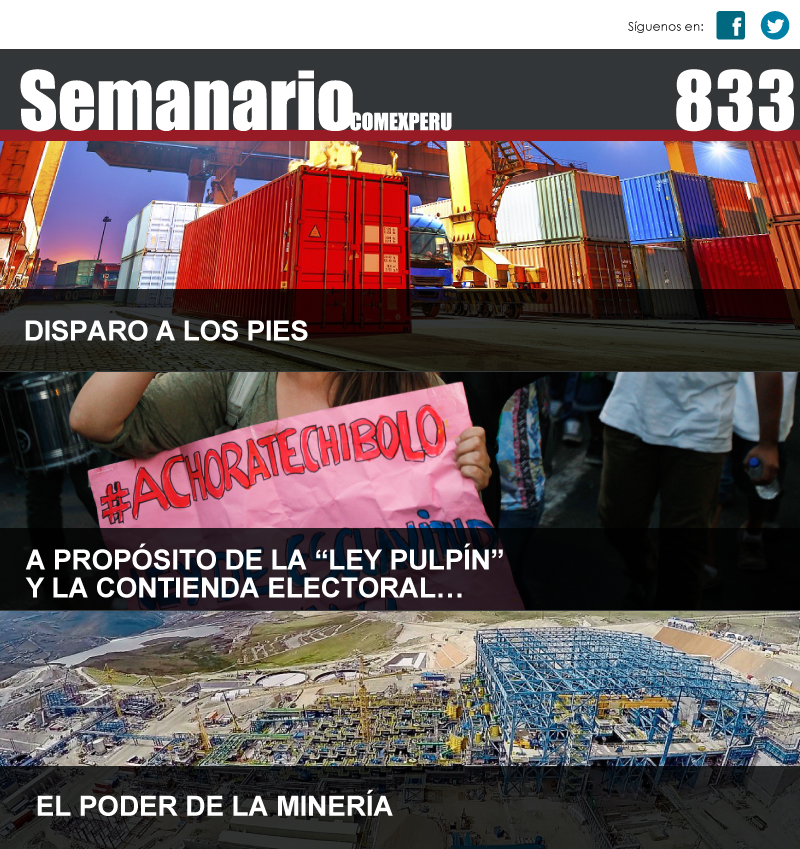 Síguenos en:
Semanario COMEXPERU
833
DISPARO A LOS PIES
#ACHORATECHIBOLO
A PROPÓSITO DE LA “LEY PULPÍN”
Y LA CONTIENDA ELECTORAL...
EL PODER DE LA MINERÍA